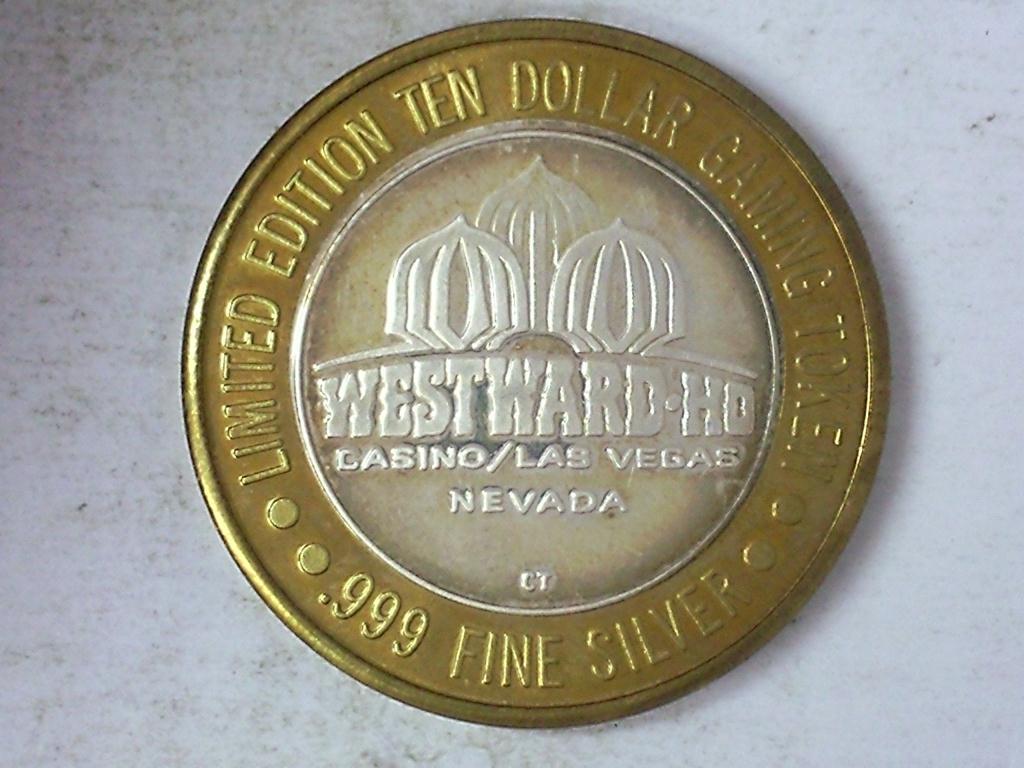 LIMITED EDITION TEN DOLLAR GAMING TOKEN
WESTWARD·HO
CASINO/LAS VEGAS
NEVADA
CT
.999 FINE SILVER